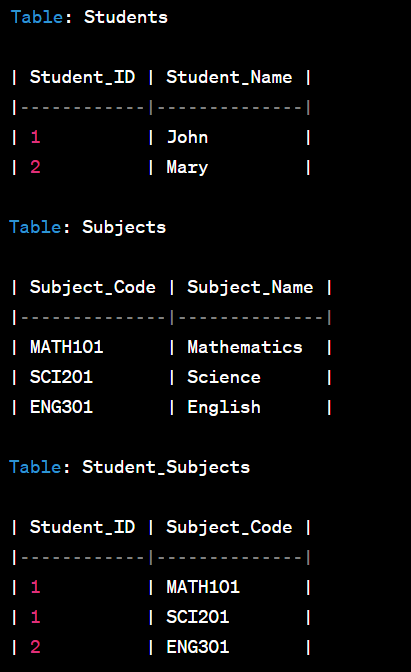 Table: Students
| Student_ID | Student_Name |
|------------|--------------|
| 1          | John         |
| 2          | Mary         |
Table: Subjects
| Subject_Code | Subject_Name |
|--------------|--------------|
| MATH101      | Mathematics  |
| SCI201       | Science      |
| ENG301       | English      |
Table: Student_Subjects
| Student_ID | Subject_Code |
|------------|--------------|
| 1          | MATH101      |
| 1          | SCI201       |
| 2          | ENG301       |